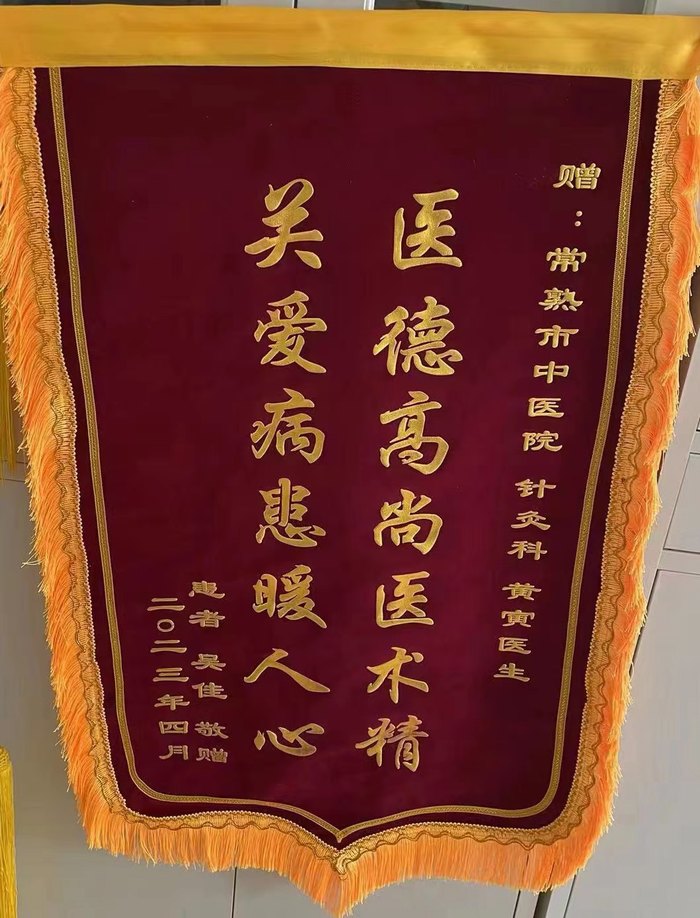 赠：常熟市中医院 针灸科 黄寅医生
医德高尚医术精
关爱病患暖人心
患者 吴佳 敬赠
二〇二三年四月